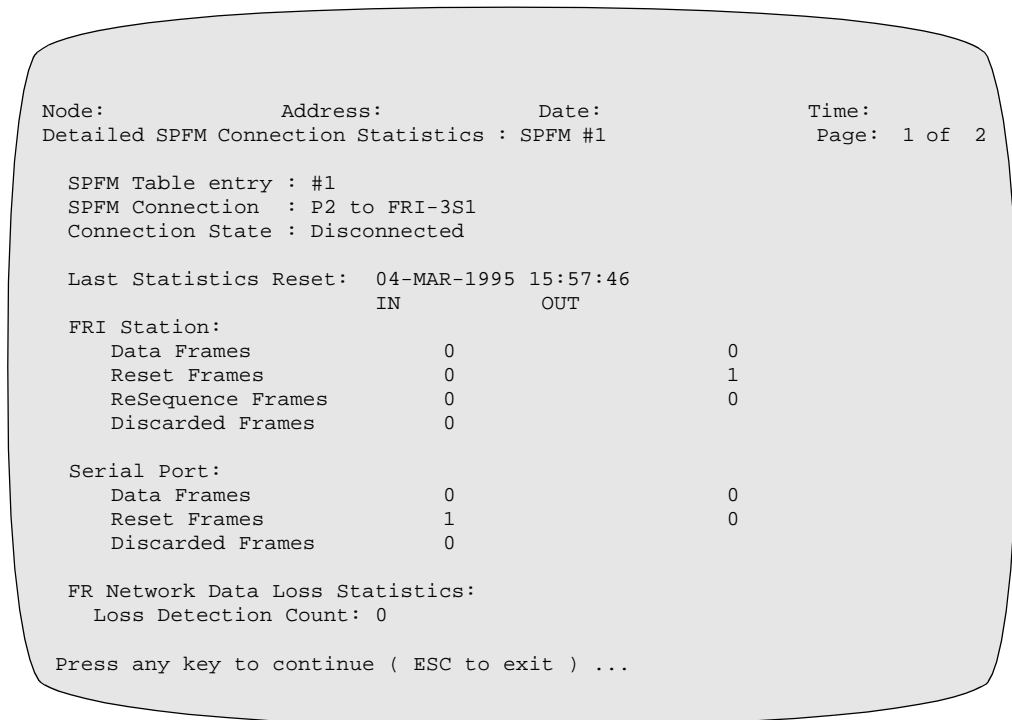 Node: Address: Date: Time:
Detailed SPFM Connection Statistics : SPFM #1 Page: 1 of 2
SPFM Table entry : #1
SPFM Connection : P2 to FRI-3S1
Connection State : Disconnected
Last Statistics Reset: 04-MAR-1995 15:57:46
IN OUT
FRI Station:
Data Frames 0 0
Reset Frames 0 1
ReSequence Frames 0 0
Discarded Frames 0
Serial Port:
Data Frames 0 0
Reset Frames 1 0
Discarded Frames 0
FR Network Data Loss Statistics:
Loss Detection Count: 0
Press any key to continue ( ESC to exit ) ...